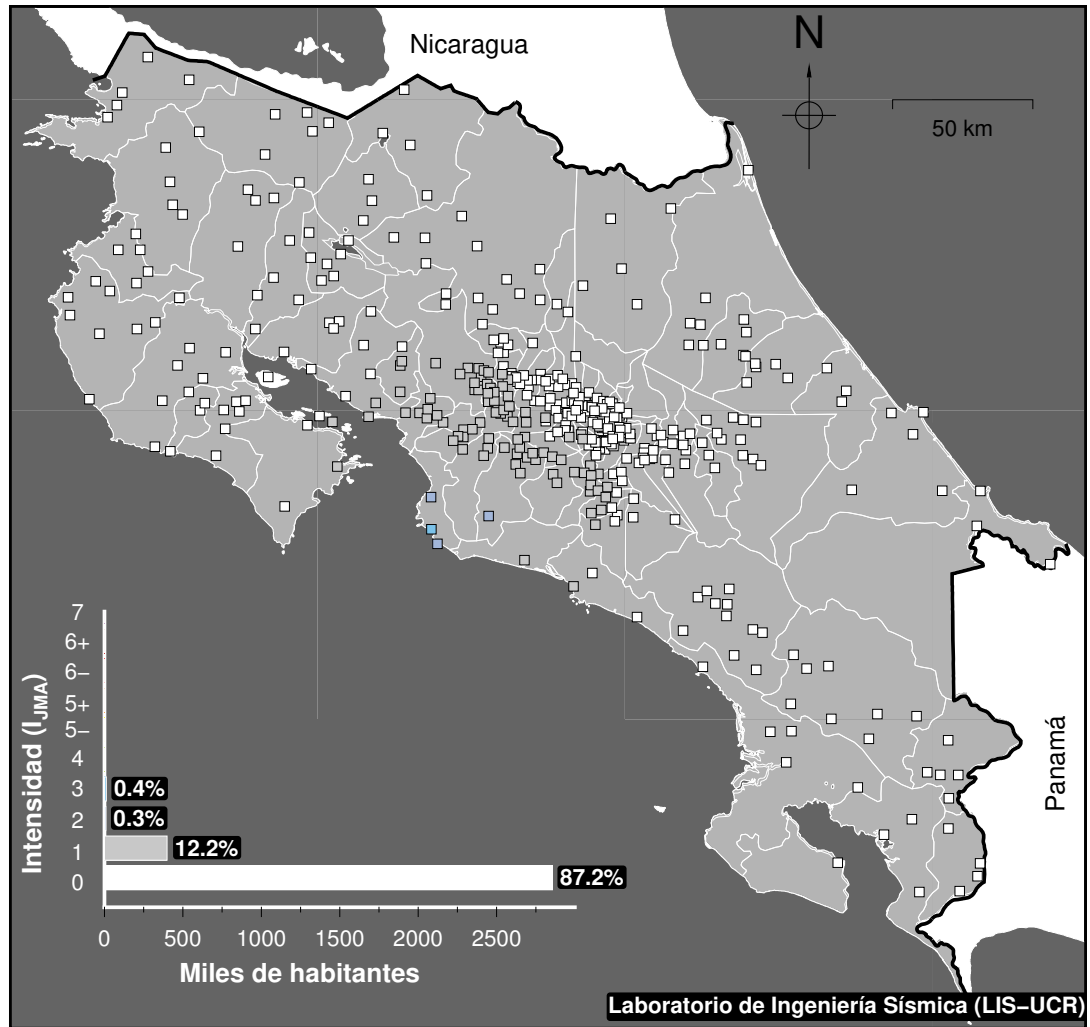 Nicaragua
N
50 km
Panamá
Intensidad (I_JMA)
7
6+
6−
5+
5−
4
3
2
1
0
0.4%
0.3%
12.2%
87.2%
0 500 1000 1500 2000 2500
Miles de habitantes
Laboratorio de Ingeniería Sísmica (LIS−UCR)